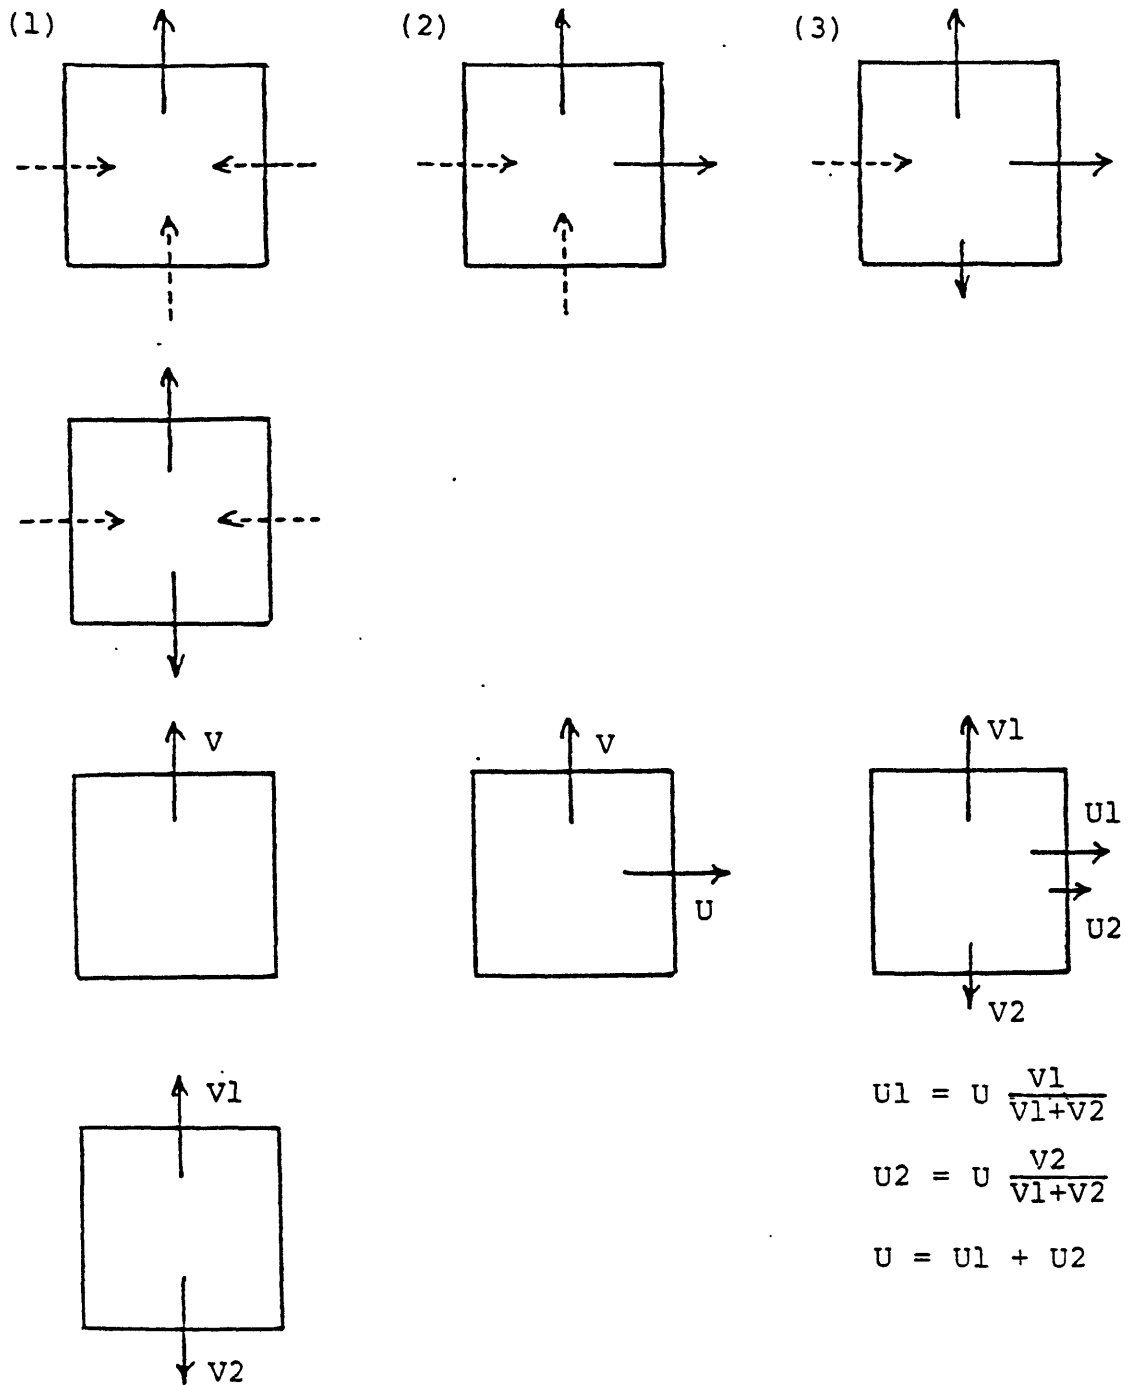 (1) (2) (3)
V V V1
U1
U
U2
V2
V1
U1 = U V1/V1+V2
U2 = U V2/V1+V2
U = U1 + U2
V2